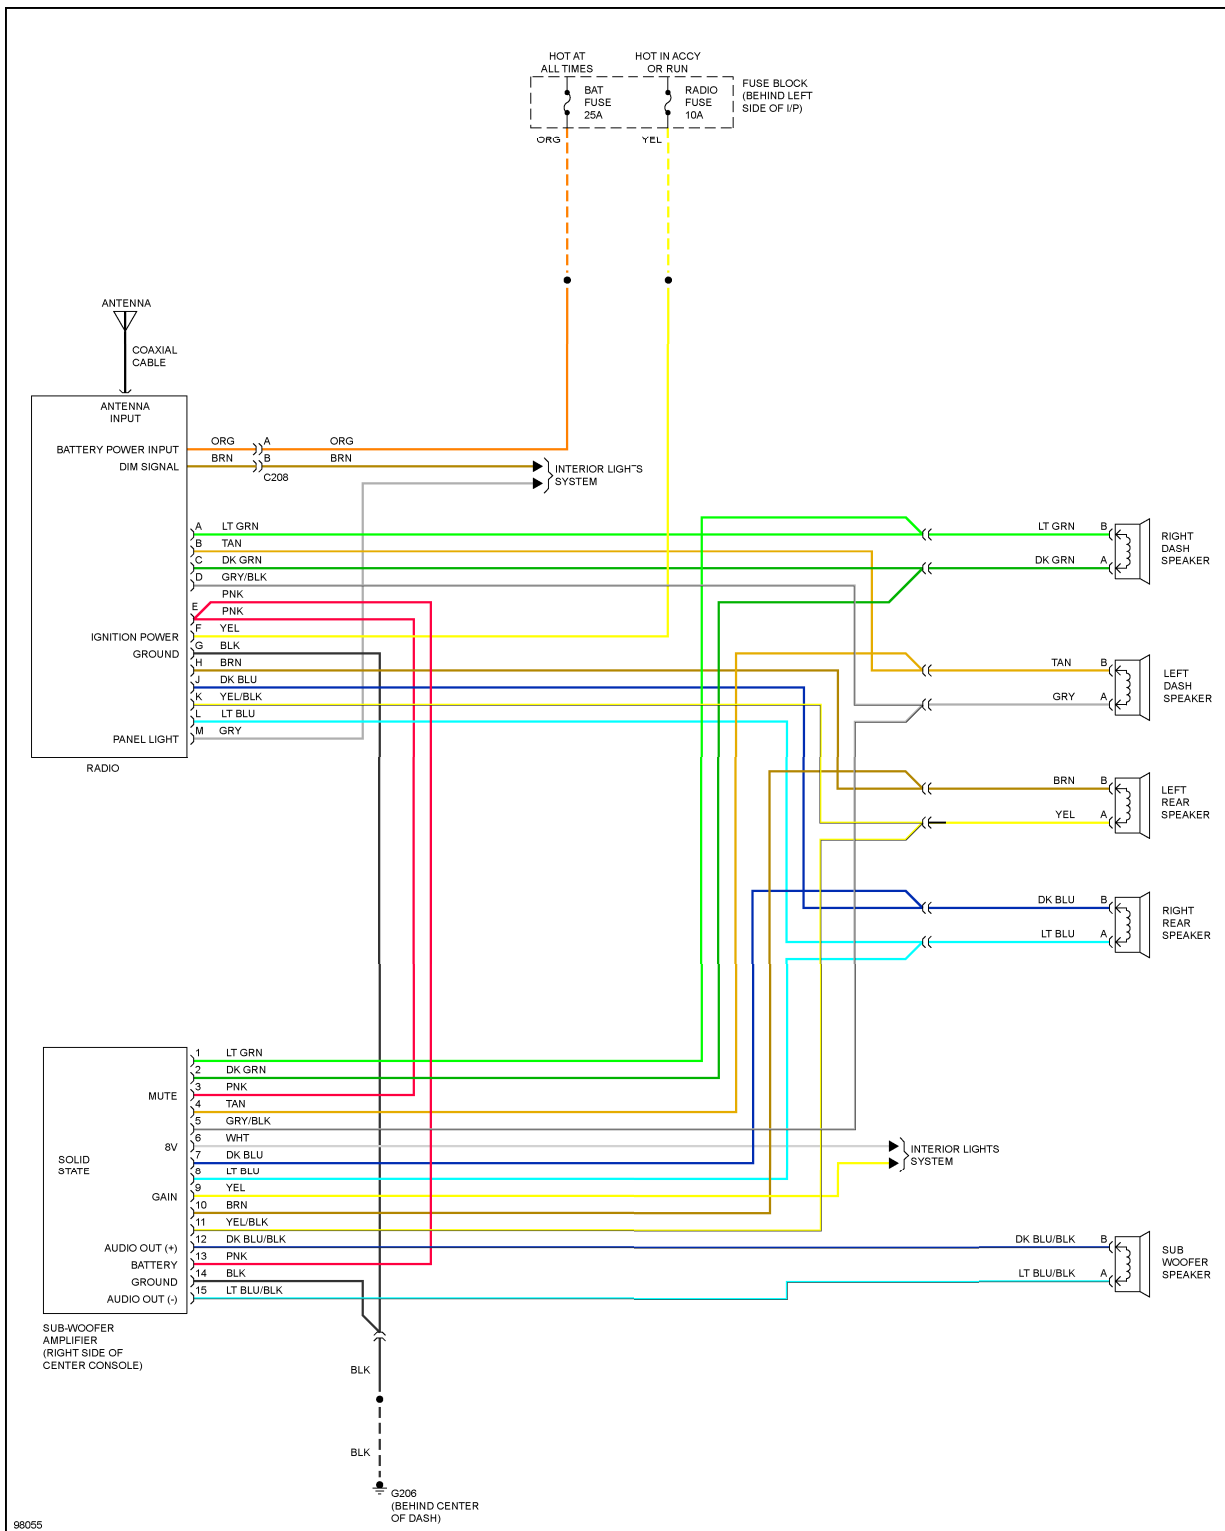 HOT AT
ALL TIMES
HOT IN ACCY
OR RUN
BAT
FUSE
25A
RADIO
FUSE
10A
FUSE BLOCK
(BEHIND LEFT
SIDE OF I/P)
ORG
YEL
ANTENNA
COAXIAL
CABLE
ANTENNA
INPUT
BATTERY POWER INPUT
ORG
A
ORG
DIM SIGNAL
BRN
B
BRN
C208
INTERIOR LIGHTS
SYSTEM
A
LT GRN
LT GRN
B
B
TAN
C
DK GRN
DK GRN
A
RIGHT
DASH
SPEAKER
D
GRY/BLK
PNK
E
PNK
IGNITION POWER
F
YEL
GROUND
G
BLK
H
BRN
TAN
B
J
DK BLU
K
YEL/BLK
GRY
A
LEFT
DASH
SPEAKER
L
LT BLU
PANEL LIGHT
M
GRY
RADIO
BRN
B
YEL
A
LEFT
REAR
SPEAKER
DK BLU
B
LT BLU
A
RIGHT
REAR
SPEAKER
1
LT GRN
2
DK GRN
MUTE
3
PNK
4
TAN
5
GRY/BLK
8V
6
WHT
INTERIOR LIGHTS
SYSTEM
SOLID
STATE
7
DK BLU
8
LT BLU
GAIN
9
YEL
10
BRN
11
YEL/BLK
AUDIO OUT (+)
12
DK BLU/BLK
DK BLU/BLK
B
BATTERY
13
PNK
GROUND
14
BLK
LT BLU/BLK
A
SUB
WOOFER
SPEAKER
AUDIO OUT (-)
15
LT BLU/BLK
SUB-WOOFER
AMPLIFIER
(RIGHT SIDE OF
CENTER CONSOLE)
BLK
BLK
G206
(BEHIND CENTER
OF DASH)
98055